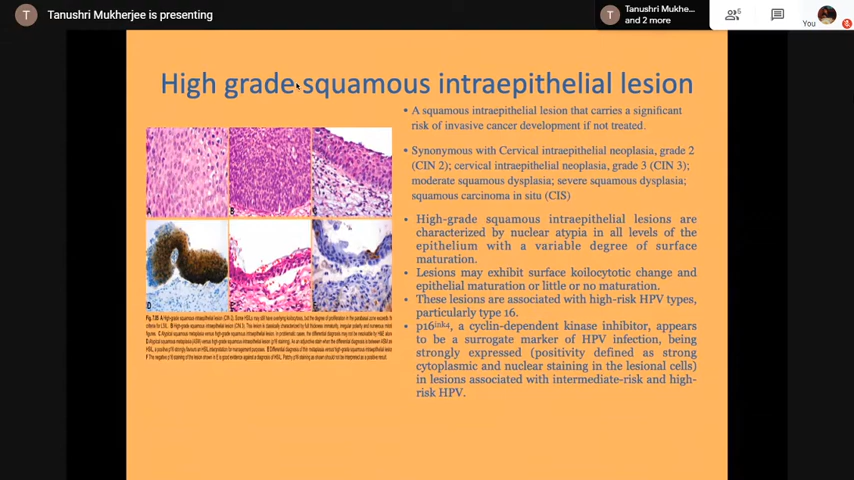 T Tanushri Mukherjee is presenting
T Tanushri Mukhe...
and 2 more
6
You
High grade squamous intraepithelial lesion
• A squamous intraepithelial lesion that carries a significant
risk of invasive cancer development if not treated.
• Synonymous with Cervical intraepithelial neoplasia, grade 2
(CIN 2); cervical intraepithelial neoplasia, grade 3 (CIN 3);
moderate squamous dysplasia; severe squamous dysplasia;
squamous carcinoma in situ (CIS)
• High-grade squamous intraepithelial lesions are
characterized by nuclear atypia in all levels of the
epithelium with a variable degree of surface
maturation.
• Lesions may exhibit surface koilocytotic change and
epithelial maturation or little or no maturation.
• These lesions are associated with high-risk HPV types,
particularly type 16.
• p16ink4, a cyclin-dependent kinase inhibitor, appears
to be a surrogate marker of HPV infection, being
strongly expressed (positivity defined as strong
cytoplasmic and nuclear staining in the lesional cells)
in lesions associated with intermediate-risk and high-
risk HPV.
A
B
C
D
E
F